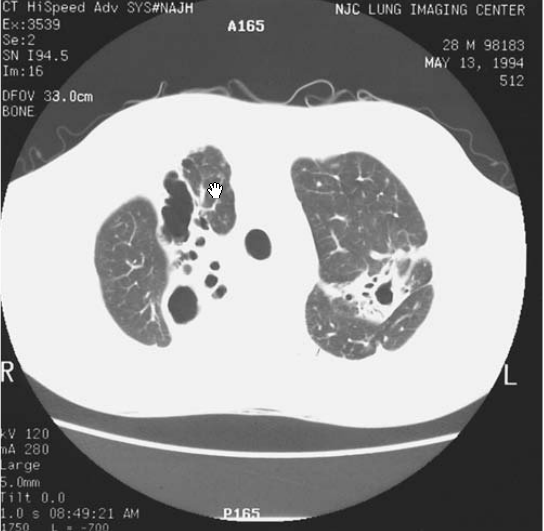 CT HiSpeed Adv SYS#NAJH
Ex:3539
Se:2
SN I94.5
Im:16
DFOV 33.0cm
BONE
A165
NJC LUNG IMAGING CENTER
28 M 98183
MAY 13, 1994
512
R
L
kV 120
mA 280
Large
5.0mm
Tilt 0.0
1.0 s 08:49:21 AM
1750 L = -700
P165